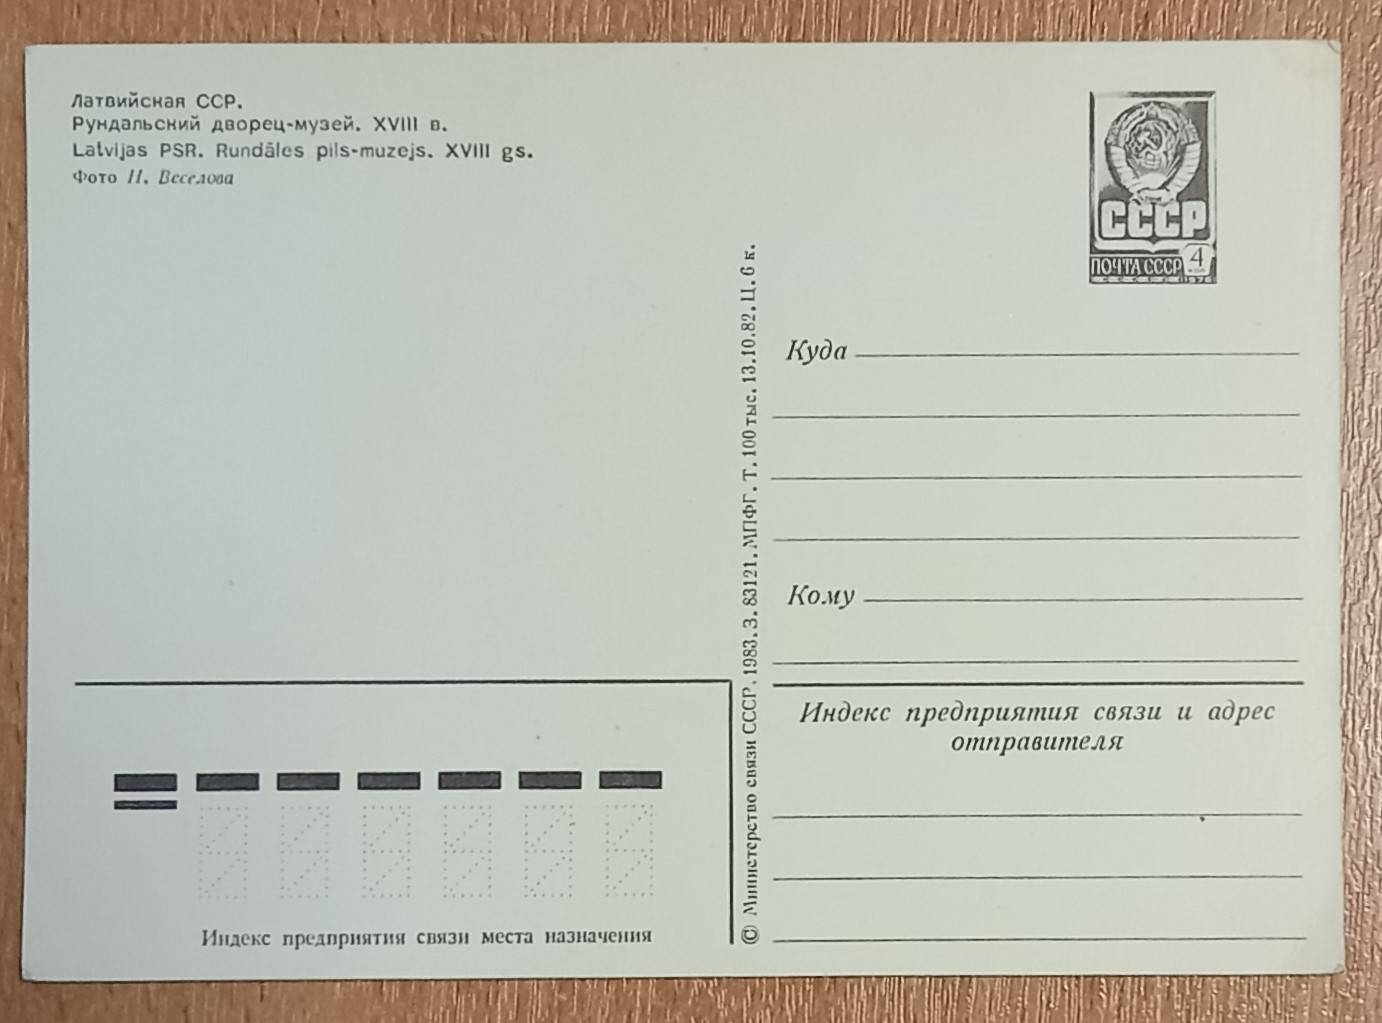 Латвийская ССР.
Рундальский дворец-музей. XVIII в.
Latvijas PSR. Rundāles pils-muzejs. XVIII gs.
Фото Н. Веселова
СССР
ПОЧТА СССР 4
Куда
Кому
Индекс предприятия связи и адрес
отправителя
© Министерство связи СССР. 1983. З. 83121. МПФГ. Т. 100 тыс. 13.10.82. Ц. 6 к.
Индекс предприятия связи места назначения